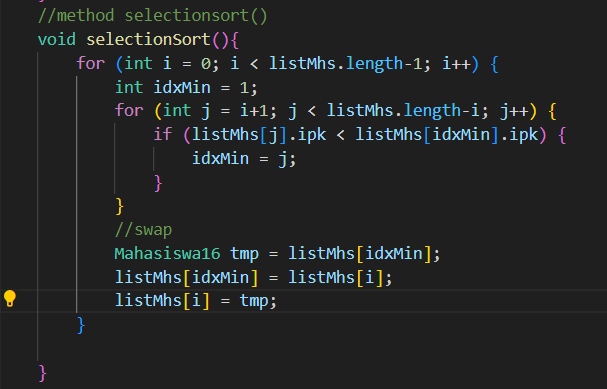 //method selectionsort()
void selectionSort(){
for (int i = 0; i < listMhs.length-1; i++) {
int idxMin = 1;
for (int j = i+1; j < listMhs.length-i; j++) {
if (listMhs[j].ipk < listMhs[idxMin].ipk) {
idxMin = j;
}
}
//swap
Mahasiswa16 tmp = listMhs[idxMin];
listMhs[idxMin] = listMhs[i];
listMhs[i] = tmp;
}
}